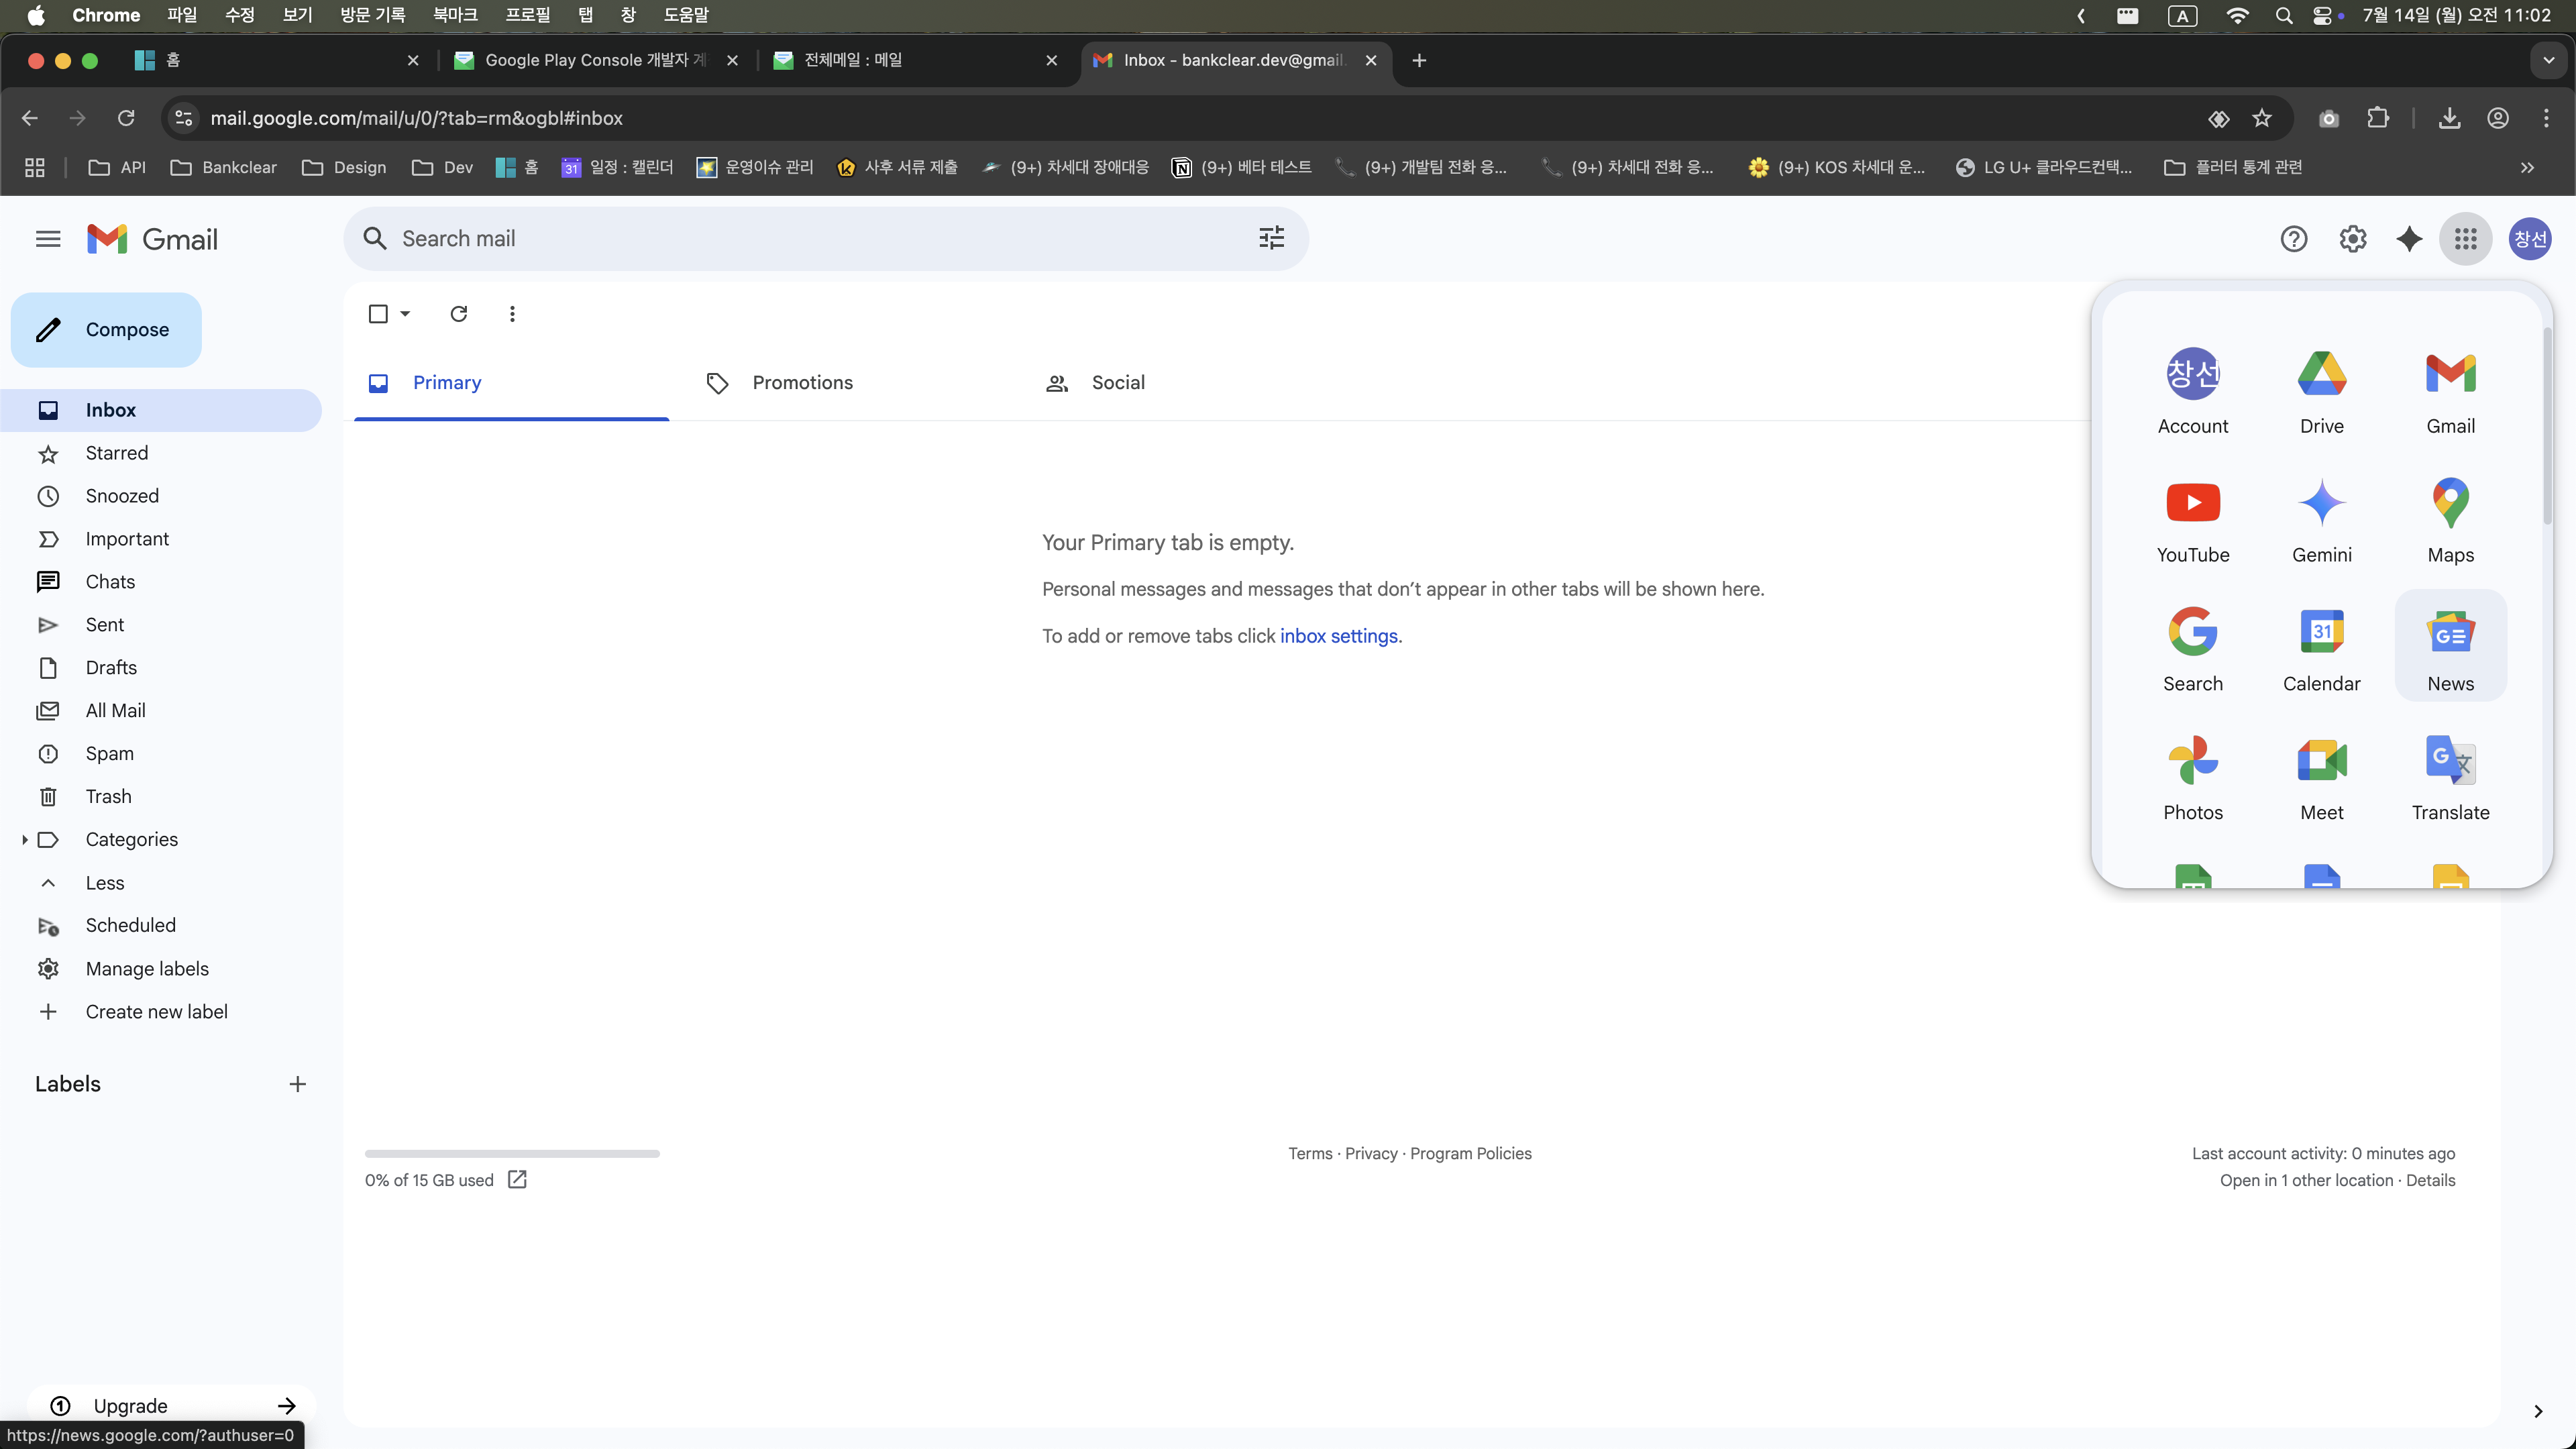 Chrome 파일 수정 보기 방문 기록 북마크 프로필 탭 창 도움말 A 7월 14일 (월) 오전 11:02
홈 Google Play Console 개발자 계 전체메일 : 메일 Inbox - bankclear.dev@gmail.
mail.google.com/mail/u/0/?tab=rm&ogbl#inbox
API Bankclear Design Dev 홈 31 일정 : 캘린더 운영이슈 관리 사후 서류 제출 (9+) 차세대 장애대응 (9+) 베타 테스트 (9+) 개발팀 전화 응... (9+) 차세대 전화 응... (9+) KOS 차세대 운... LG U+ 클라우드컨택... 플러터 통계 관련
Gmail
Search mail
창선
Compose
Inbox
Starred
Snoozed
Important
Chats
Sent
Drafts
All Mail
Spam
Trash
Categories
Less
Scheduled
Manage labels
Create new label
Labels
Upgrade
https://news.google.com/?authuser=0
Primary Promotions Social
Your Primary tab is empty.
Personal messages and messages that don’t appear in other tabs will be shown here.
To add or remove tabs click inbox settings.
창선
Account Drive Gmail
YouTube Gemini Maps
31
Search Calendar News
Photos Meet Translate
0% of 15 GB used
Terms · Privacy · Program Policies
Last account activity: 0 minutes ago
Open in 1 other location · Details